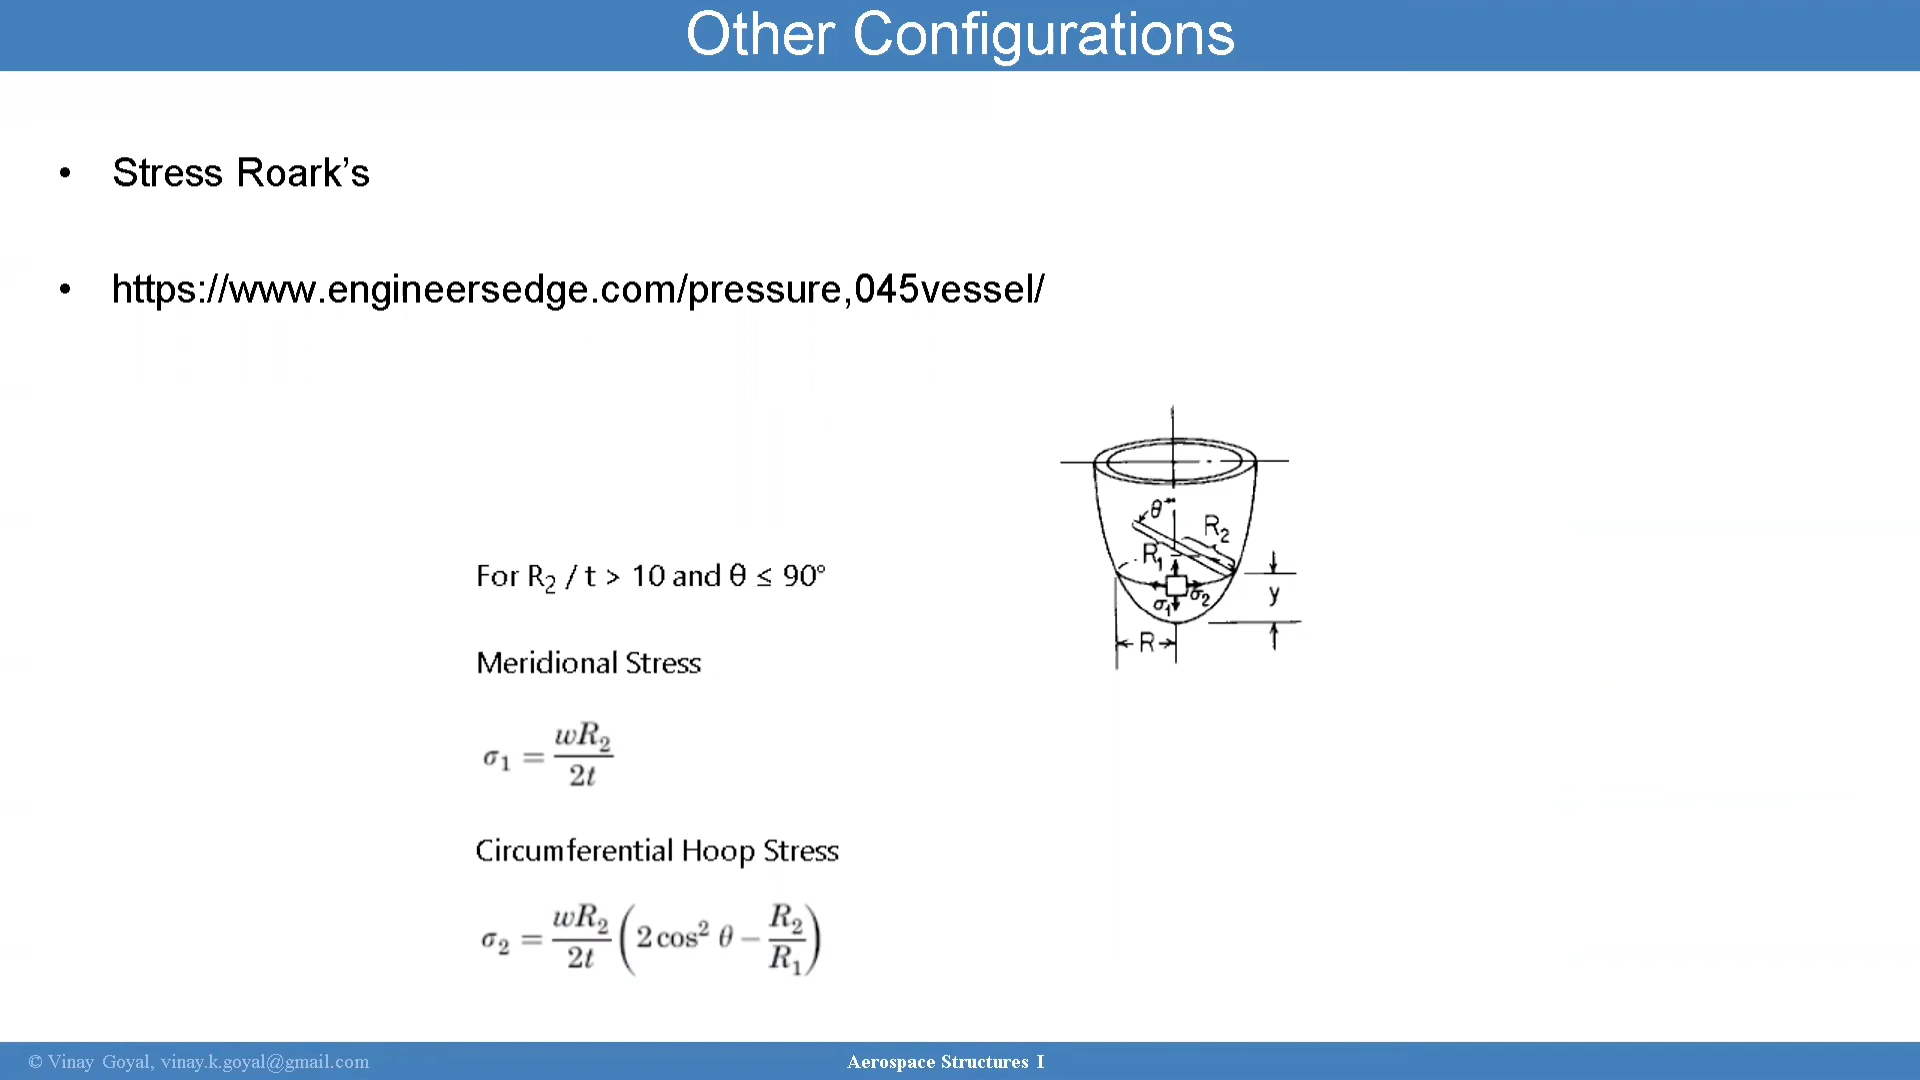 Other Configurations
• Stress Roark’s
• https://www.engineersedge.com/pressure,045vessel/
θ
R₂
R₁
σ₁
σ₂
y
R
For R₂ / t > 10 and θ ≤ 90°
Meridional Stress
σ₁ = wR₂ / 2t
Circumferential Hoop Stress
σ₂ = wR₂ / 2t (2 cos² θ − R₂ / R₁)
© Vinay Goyal, vinay.k.goyal@gmail.com
Aerospace Structures I